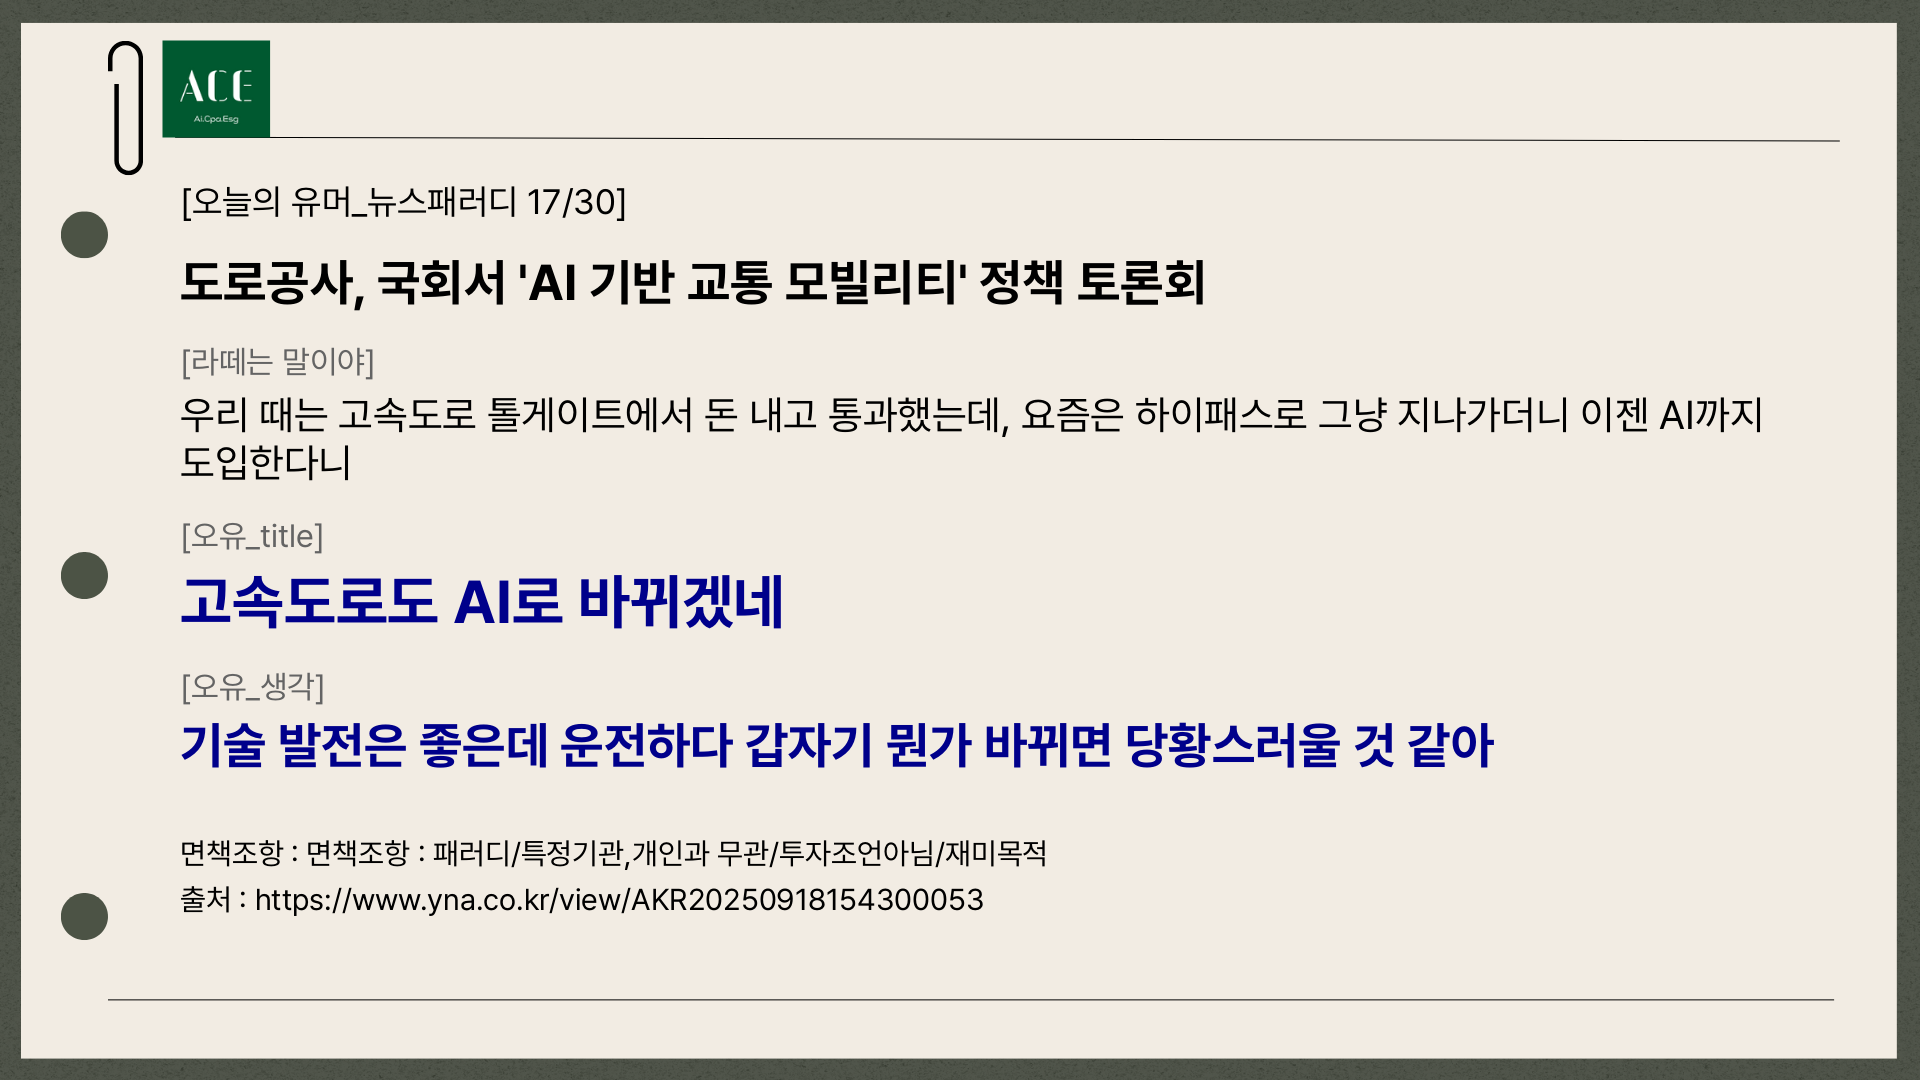 ACE
Ai.Cpa.Esg
[오늘의 유머_뉴스패러디 17/30]
도로공사, 국회서 'AI 기반 교통 모빌리티' 정책 토론회
[라떼는 말이야]
우리 때는 고속도로 톨게이트에서 돈 내고 통과했는데, 요즘은 하이패스로 그냥 지나가더니 이젠 AI까지
도입한다니
[오유_title]
고속도로도 AI로 바뀌겠네
[오유_생각]
기술 발전은 좋은데 운전하다 갑자기 뭔가 바뀌면 당황스러울 것 같아
면책조항 : 면책조항 : 패러디/특정기관,개인과 무관/투자조언아님/재미목적
출처 : https://www.yna.co.kr/view/AKR20250918154300053